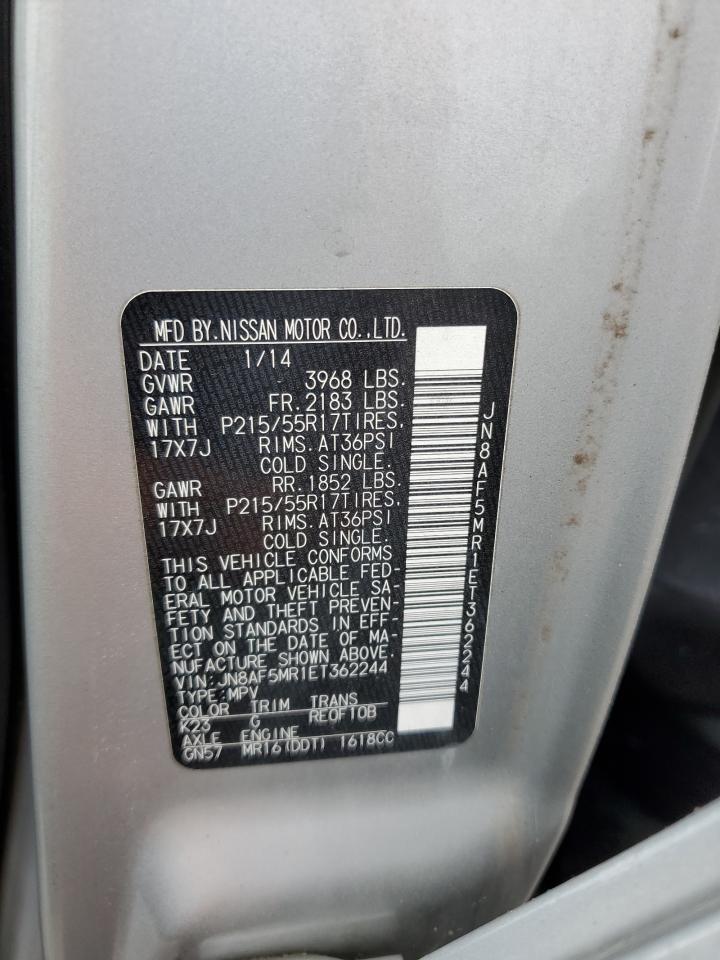 MFD BY.NISSAN MOTOR CO.,LTD.
DATE 1/14
GVWR 3968 LBS.
GAWR FR.2183 LBS.
WITH P215/55R17TIRES.
17X7J RIMS.AT36PSI
COLD SINGLE.
GAWR RR.1852 LBS.
WITH P215/55R17TIRES.
17X7J RIMS.AT36PSI
COLD SINGLE.
THIS VEHICLE CONFORMS
TO ALL APPLICABLE FED-
ERAL MOTOR VEHICLE SA-
FETY AND THEFT PREVEN-
TION STANDARDS IN EFF-
ECT ON THE DATE OF MA-
NUFACTURE SHOWN ABOVE.
VIN:JN8AF5MR1ET362244
TYPE:MPV
COLOR TRIM TRANS
K23 G RE0F10B
AXLE ENGINE
GN57 MR16(DDT) 1618CC
JN8AF5MR1ET362244